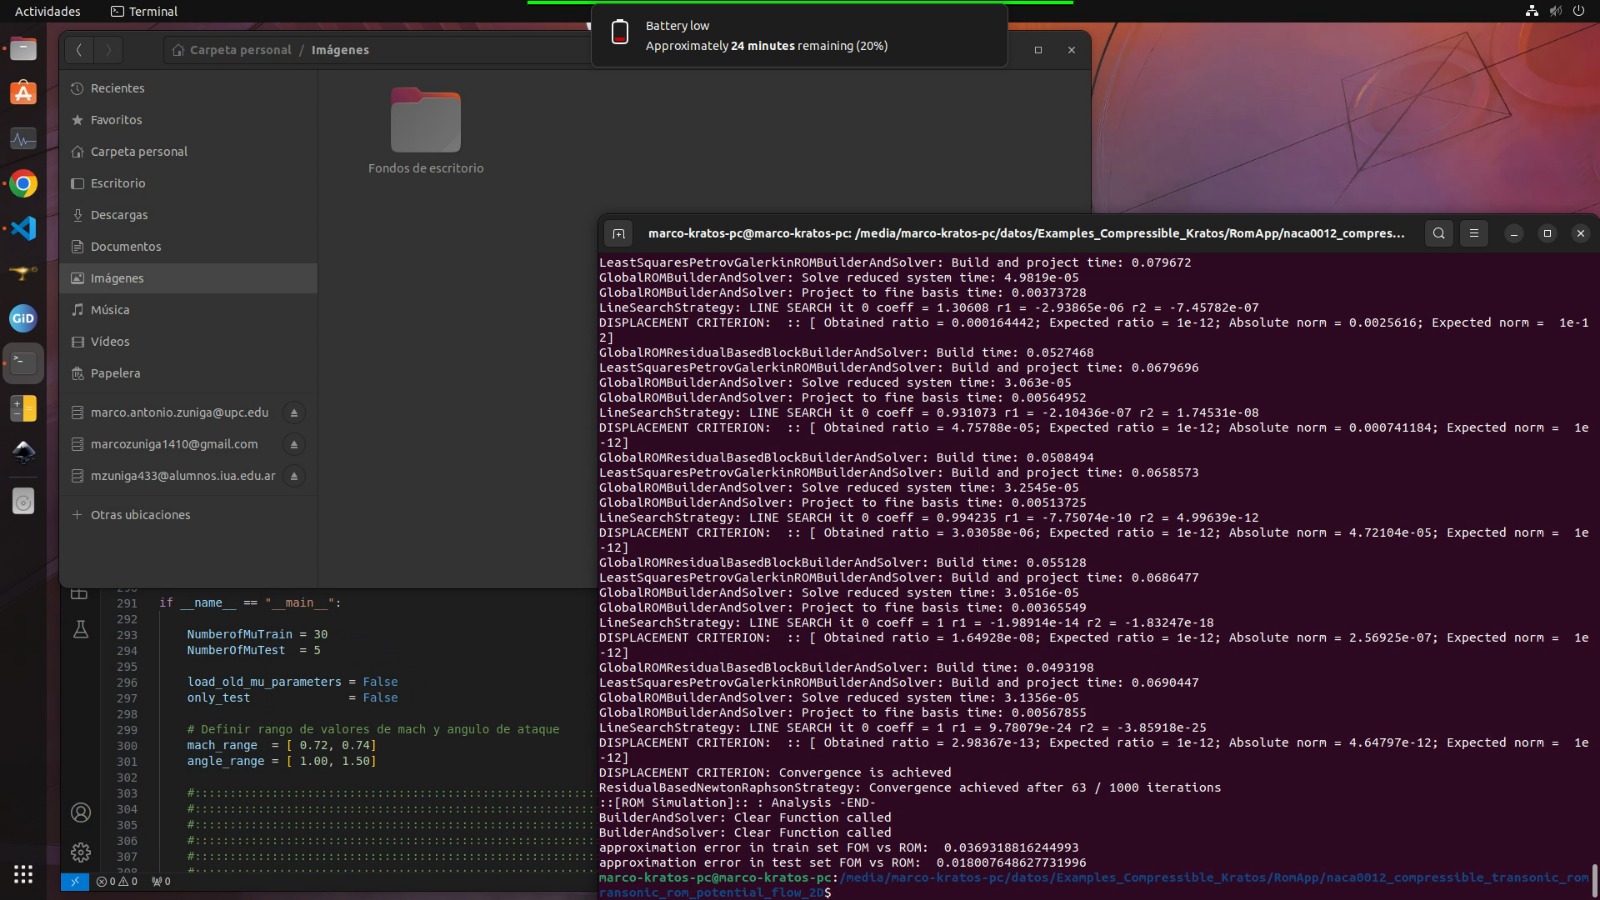 Actividades
Terminal
Battery low
Approximately 24 minutes remaining (20%)
Carpeta personal / Imágenes
Recientes
Favoritos
Carpeta personal
Escritorio
Descargas
Documentos
Imágenes
Música
Vídeos
Papelera
marco.antonio.zuniga@upc.edu
marcozuniga1410@gmail.com
mzuniga433@alumnos.iua.edu.ar
+ Otras ubicaciones
Fondos de escritorio
GiD
291 if __name__ == "__main__":
292
293 NumberofMuTrain = 30
294 NumberOfMuTest = 5
295
296 load_old_mu_parameters = False
297 only_test = False
298
299 # Definir rango de valores de mach y angulo de ataque
300 mach_range = [ 0.72, 0.74]
301 angle_range = [ 1.00, 1.50]
302
303
304
305
306
307
0 0 0
marco-kratos-pc@marco-kratos-pc: /media/marco-kratos-pc/datos/Examples_Compressible_Kratos/RomApp/naca0012_compres...
LeastSquaresPetrovGalerkinROMBuilderAndSolver: Build and project time: 0.079672
GlobalROMBuilderAndSolver: Solve reduced system time: 4.9819e-05
GlobalROMBuilderAndSolver: Project to fine basis time: 0.00373728
LineSearchStrategy: LINE SEARCH it 0 coeff = 1.30608 r1 = -2.93865e-06 r2 = -7.45782e-07
DISPLACEMENT CRITERION:  :: [ Obtained ratio = 0.000164442; Expected ratio = 1e-12; Absolute norm = 0.0025616; Expected norm =  1e-1
2]
GlobalROMResidualBasedBlockBuilderAndSolver: Build time: 0.0527468
LeastSquaresPetrovGalerkinROMBuilderAndSolver: Build and project time: 0.0679696
GlobalROMBuilderAndSolver: Solve reduced system time: 3.063e-05
GlobalROMBuilderAndSolver: Project to fine basis time: 0.00564952
LineSearchStrategy: LINE SEARCH it 0 coeff = 0.931073 r1 = -2.10436e-07 r2 = 1.74531e-08
DISPLACEMENT CRITERION:  :: [ Obtained ratio = 4.75788e-05; Expected ratio = 1e-12; Absolute norm = 0.000741184; Expected norm =  1e
-12]
GlobalROMResidualBasedBlockBuilderAndSolver: Build time: 0.0508494
LeastSquaresPetrovGalerkinROMBuilderAndSolver: Build and project time: 0.0658573
GlobalROMBuilderAndSolver: Solve reduced system time: 3.2545e-05
GlobalROMBuilderAndSolver: Project to fine basis time: 0.00513725
LineSearchStrategy: LINE SEARCH it 0 coeff = 0.994235 r1 = -7.75074e-10 r2 = 4.99639e-12
DISPLACEMENT CRITERION:  :: [ Obtained ratio = 3.03058e-06; Expected ratio = 1e-12; Absolute norm = 4.72104e-05; Expected norm =  1e
-12]
GlobalROMResidualBasedBlockBuilderAndSolver: Build time: 0.055128
LeastSquaresPetrovGalerkinROMBuilderAndSolver: Build and project time: 0.0686477
GlobalROMBuilderAndSolver: Solve reduced system time: 3.0516e-05
GlobalROMBuilderAndSolver: Project to fine basis time: 0.00365549
LineSearchStrategy: LINE SEARCH it 0 coeff = 1 r1 = -1.98914e-14 r2 = -1.83247e-18
DISPLACEMENT CRITERION:  :: [ Obtained ratio = 1.64928e-08; Expected ratio = 1e-12; Absolute norm = 2.56925e-07; Expected norm =  1e
-12]
GlobalROMResidualBasedBlockBuilderAndSolver: Build time: 0.0493198
LeastSquaresPetrovGalerkinROMBuilderAndSolver: Build and project time: 0.0690447
GlobalROMBuilderAndSolver: Solve reduced system time: 3.1356e-05
GlobalROMBuilderAndSolver: Project to fine basis time: 0.00567855
LineSearchStrategy: LINE SEARCH it 0 coeff = 1 r1 = 9.78079e-24 r2 = -3.85918e-25
DISPLACEMENT CRITERION:  :: [ Obtained ratio = 2.98367e-13; Expected ratio = 1e-12; Absolute norm = 4.64797e-12; Expected norm =  1e
-12]
DISPLACEMENT CRITERION: Convergence is achieved
ResidualBasedNewtonRaphsonStrategy: Convergence achieved after 63 / 1000 iterations
::[ROM Simulation]:: : Analysis -END-
BuilderAndSolver: Clear Function called
BuilderAndSolver: Clear Function called
approximation error in train set FOM vs ROM:  0.0369318816244993
approximation error in test set FOM vs ROM:  0.018007648627731996
marco-kratos-pc@marco-kratos-pc:/media/marco-kratos-pc/datos/Examples_Compressible_Kratos/RomApp/naca0012_compressible_transonic_rom
ransonic_rom_potential_flow_2D$